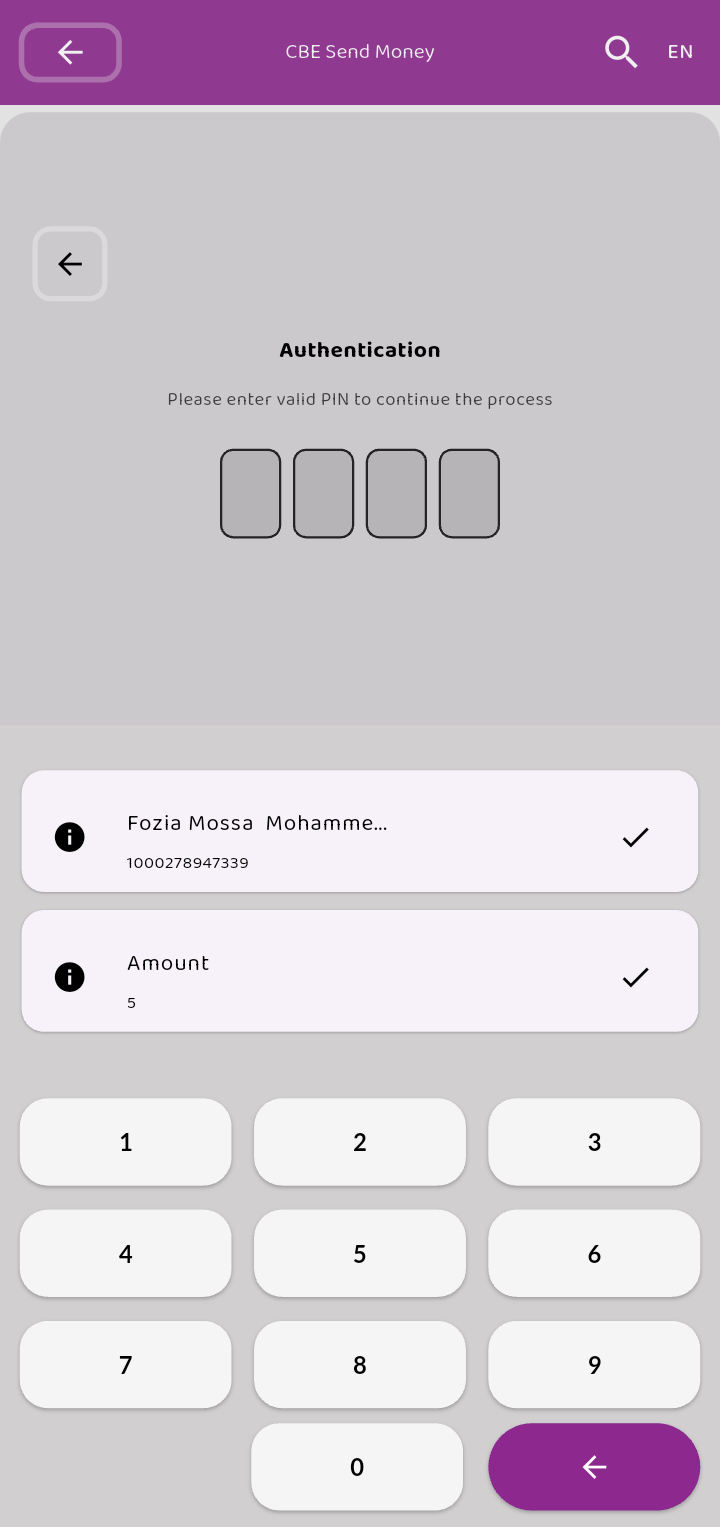 CBE Send Money
EN
Authentication
Please enter valid PIN to continue the process
Fozia Mossa  Mohamme...
1000278947339
Amount
5
1 2 3
4 5 6
7 8 9
0